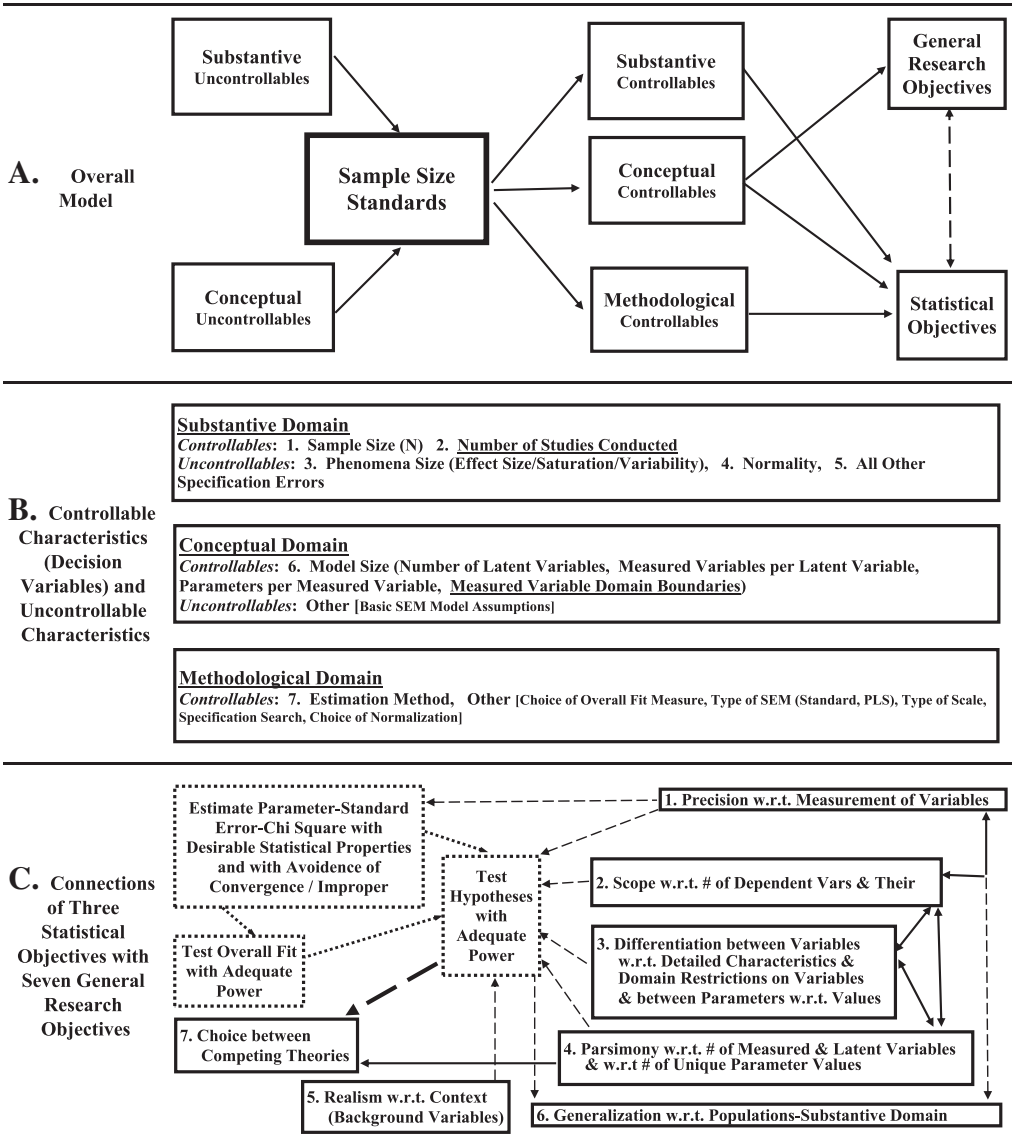 Substantive
Uncontrollables
Substantive
Controllables
General
Research
Objectives
A. Overall
Model
Sample Size
Standards
Conceptual
Controllables
Conceptual
Uncontrollables
Methodological
Controllables
Statistical
Objectives
B. Controllable
Characteristics
(Decision
Variables) and
Uncontrollable
Characteristics
Substantive Domain
Controllables: 1. Sample Size (N) 2. Number of Studies Conducted
Uncontrollables: 3. Phenomena Size (Effect Size/Saturation/Variability), 4. Normality, 5. All Other
Specification Errors
Conceptual Domain
Controllables: 6. Model Size (Number of Latent Variables, Measured Variables per Latent Variable,
Parameters per Measured Variable, Measured Variable Domain Boundaries)
Uncontrollables: Other [Basic SEM Model Assumptions]
Methodological Domain
Controllables: 7. Estimation Method, Other [Choice of Overall Fit Measure, Type of SEM (Standard, PLS), Type of Scale,
Specification Search, Choice of Normalization]
C. Connections
of Three
Statistical
Objectives with
Seven General
Research
Objectives
Estimate Parameter-Standard
Error-Chi Square with
Desirable Statistical Properties
and with Avoidence of
Convergence / Improper
Test Overall Fit
with Adequate
Power
Test
Hypotheses
with
Adequate
Power
1. Precision w.r.t. Measurement of Variables
2. Scope w.r.t. # of Dependent Vars & Their
3. Differentiation between Variables
w.r.t. Detailed Characteristics &
Domain Restrictions on Variables
& between Parameters w.r.t. Values
7. Choice between
Competing Theories
4. Parsimony w.r.t. # of Measured & Latent Variables
& w.r.t # of Unique Parameter Values
5. Realism w.r.t. Context
(Background Variables)
6. Generalization w.r.t. Populations-Substantive Domain